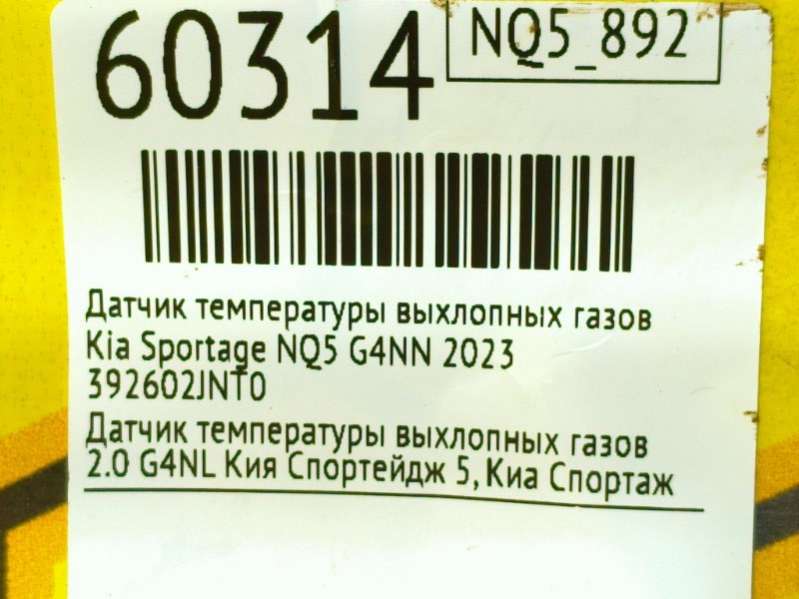 60314
NQ5_892
Датчик температуры выхлопных газов
Kia Sportage NQ5 G4NN 2023
392602JNT0
Датчик температуры выхлопных газов
2.0 G4NL Кия Спортейдж 5, Киа Спортаж